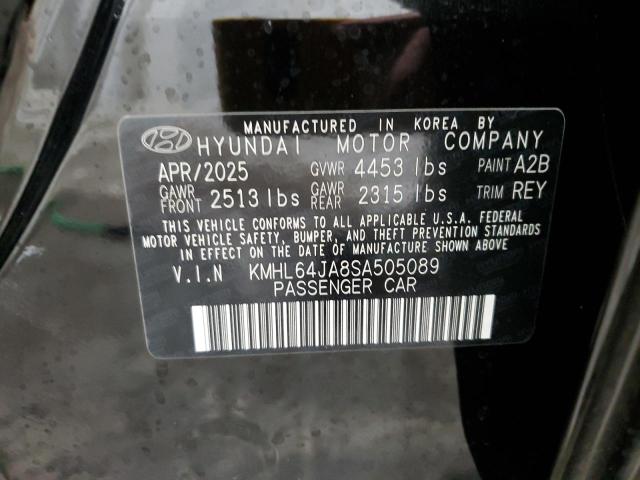 MANUFACTURED IN KOREA BY
HYUNDAI MOTOR COMPANY
APR/2025 GVWR 4453 lbs PAINT A2B
GAWR FRONT 2513 lbs GAWR REAR 2315 lbs TRIM REY
THIS VEHICLE CONFORMS TO ALL APPLICABLE U.S.A. FEDERAL
MOTOR VEHICLE SAFETY, BUMPER, AND THEFT PREVENTION STANDARDS
IN EFFECT ON THE DATE OF MANUFACTURE SHOWN ABOVE.
V.I.N KMHL64JA8SA505089
PASSENGER CAR